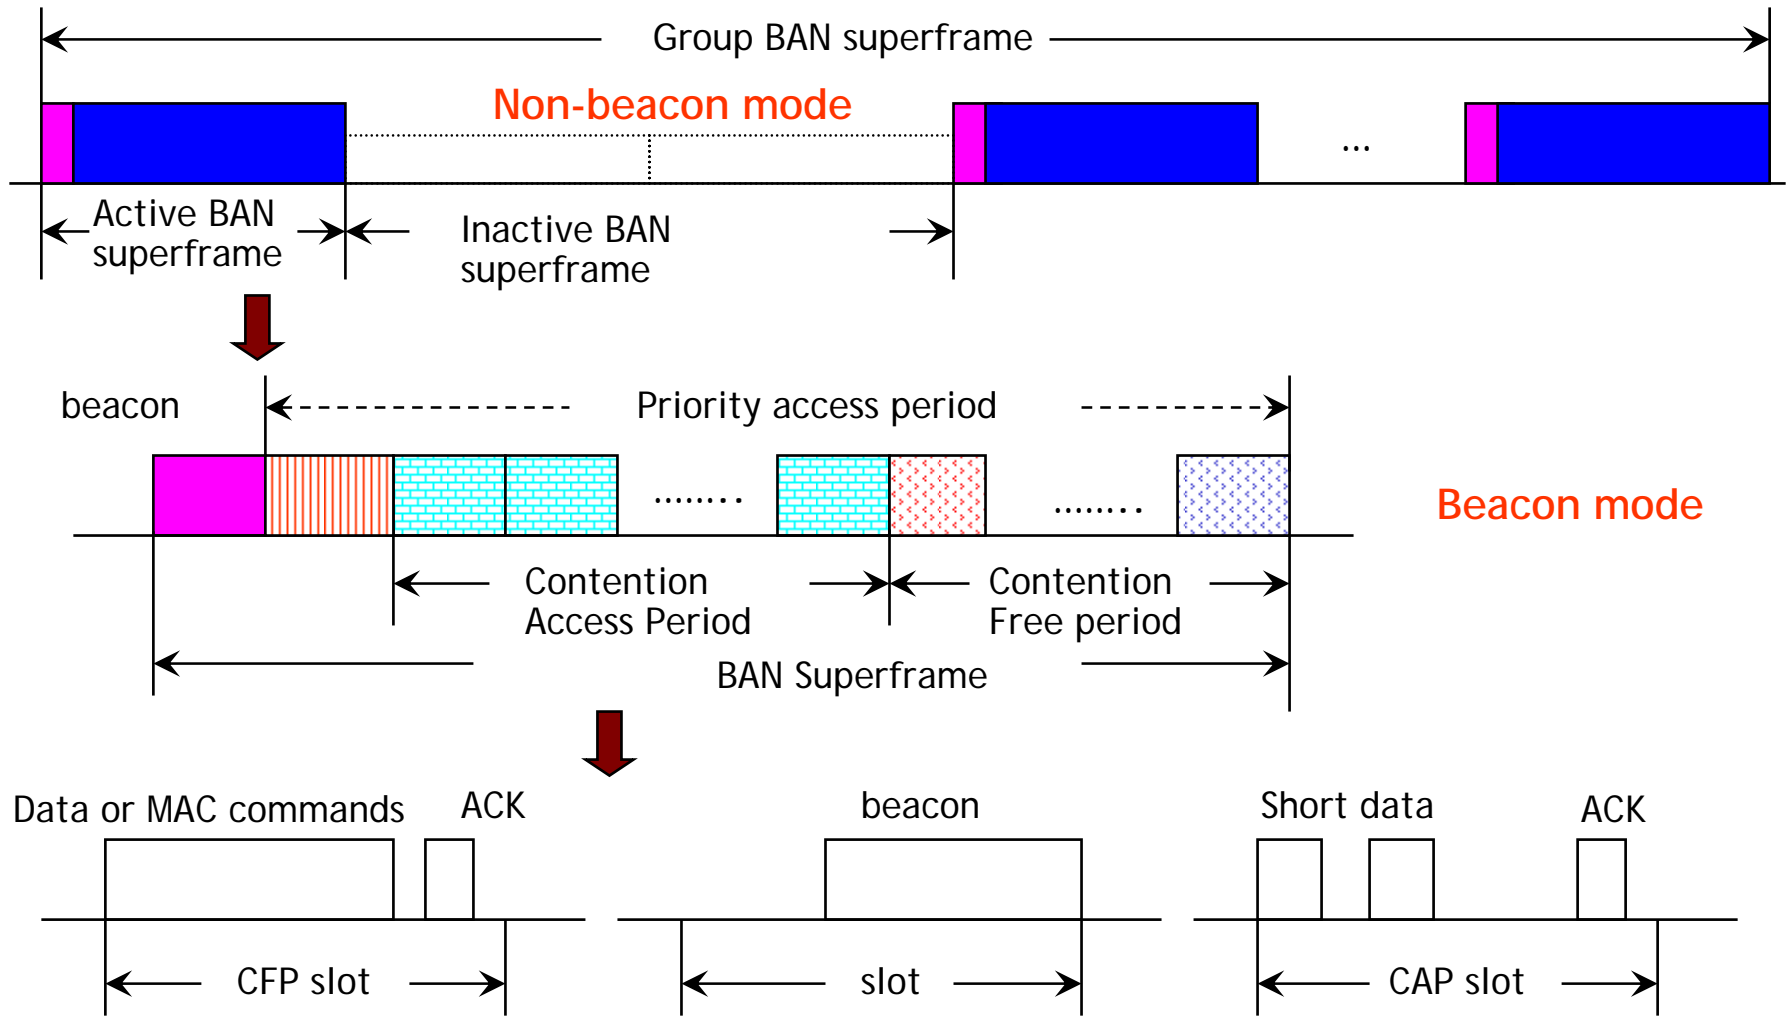 Group BAN superframe
Non-beacon mode
...
Active BAN
superframe
Inactive BAN
superframe
beacon
Priority access period
........
........
Beacon mode
Contention
Access Period
Contention
Free period
BAN Superframe
Data or MAC commands
ACK
beacon
Short data
ACK
CFP slot
slot
CAP slot